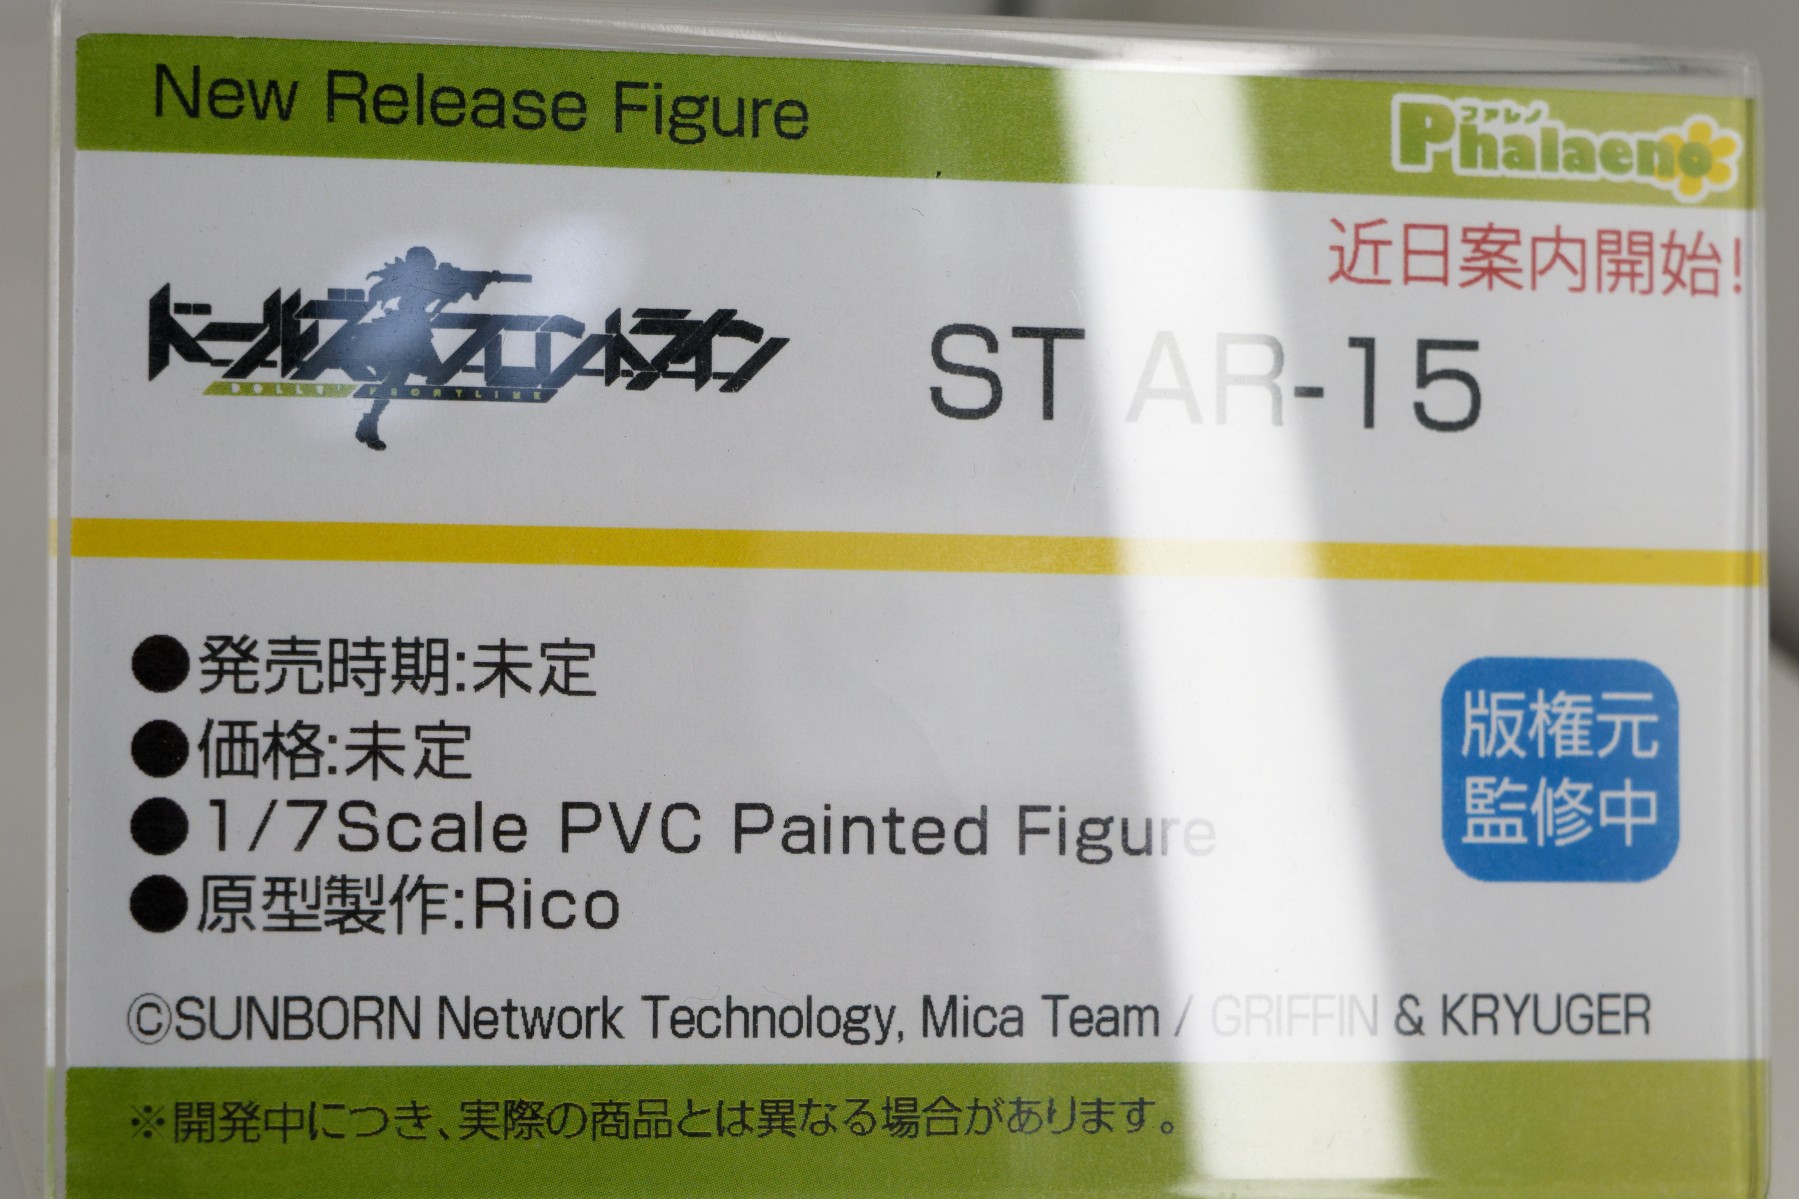 New Release Figure
ファレノ
Phalaeno
近日案内開始!
ドールズフロントライン
DOLLS' FRONTLINE
ST AR-15
●発売時期:未定
●価格:未定
●1/7Scale PVC Painted Figure
●原型製作:Rico
版権元
監修中
©SUNBORN Network Technology, Mica Team / GRIFFIN & KRYUGER
※開発中につき、実際の商品とは異なる場合があります。